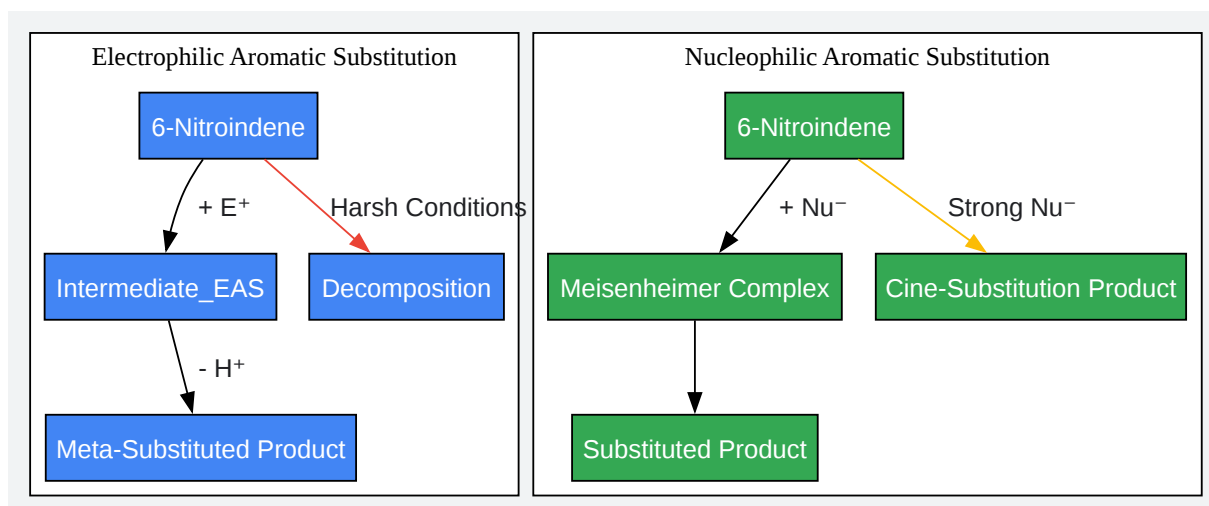 Electrophilic Aromatic Substitution
6-Nitroindene
+ E⁺
Harsh Conditions
Intermediate_EAS
Decomposition
- H⁺
Meta-Substituted Product
Nucleophilic Aromatic Substitution
6-Nitroindene
+ Nu⁻
Strong Nu⁻
Meisenheimer Complex
Cine-Substitution Product
Substituted Product